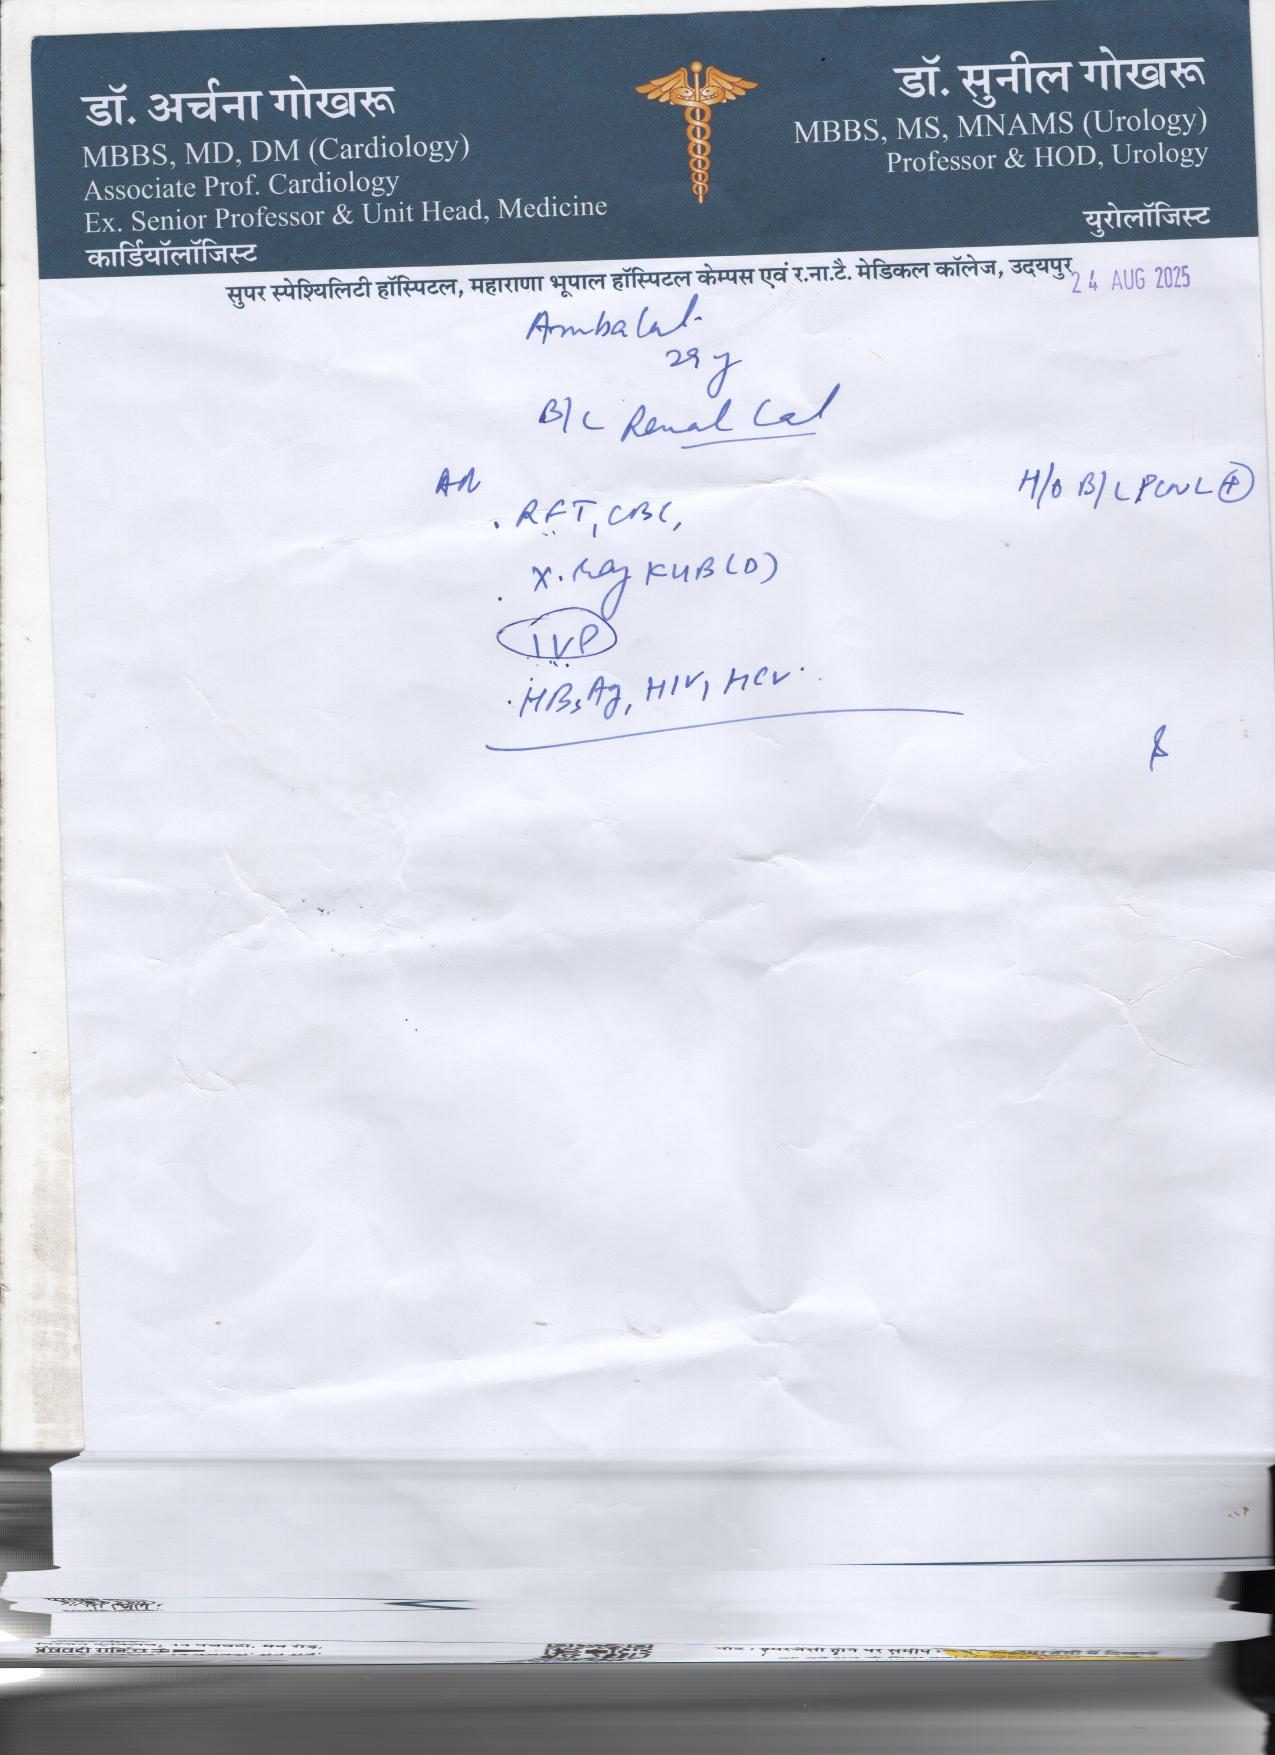 डॉ. अर्चना गोखरू
MBBS, MD, DM (Cardiology)
Associate Prof. Cardiology
Ex. Senior Professor & Unit Head, Medicine
कार्डियॉलॉजिस्ट
डॉ. सुनील गोखरू
MBBS, MS, MNAMS (Urology)
Professor & HOD, Urology
युरोलॉजिस्ट
सुपर स्पेश्यिलिटी हॉस्पिटल, महाराणा भूपाल हॉस्पिटल केम्पस एवं र.ना.टै. मेडिकल कॉलेज, उदयपुर
24 AUG 2025
Ambalal
29 y
B/L Renal Cal
H/O B/L PCNL (+)
RFT, CBC,
X-Ray KUB (D)
IVP
HBsAg, HIV, HCV